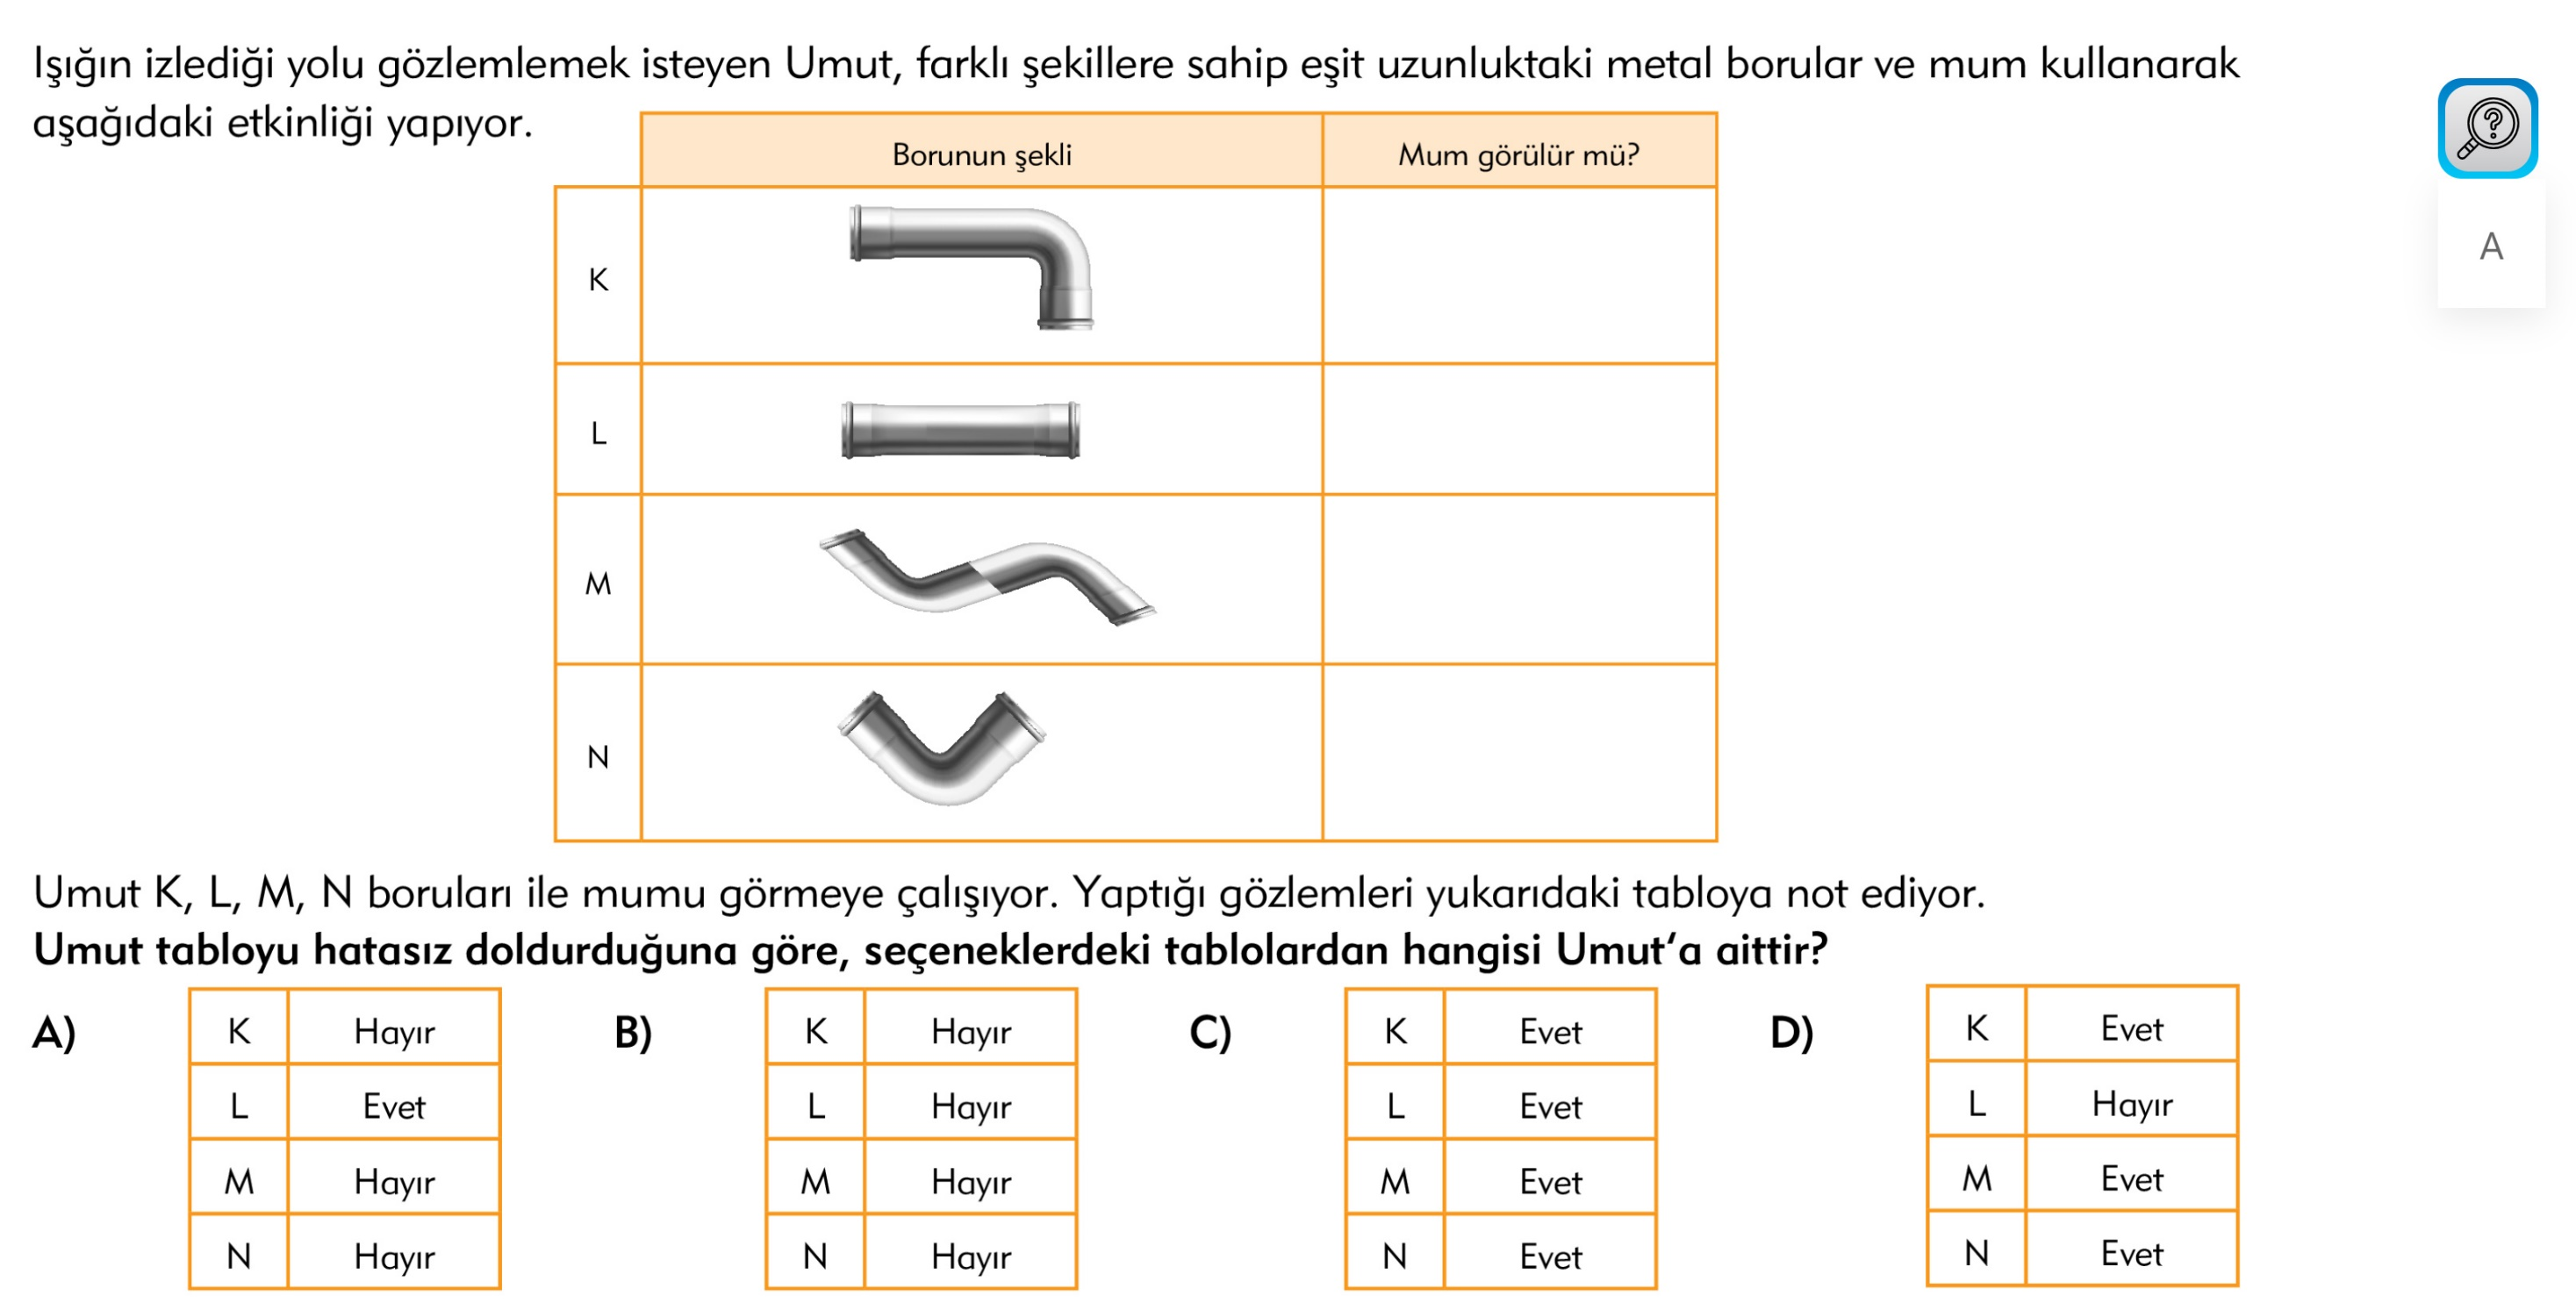 Işığın izlediği yolu gözlemlemek isteyen Umut, farklı şekillere sahip eşit uzunluktaki metal borular ve mum kullanarak
aşağıdaki etkinliği yapıyor.
Borunun şekli Mum görülür mü?
K
L
M
N
?
A
Umut K, L, M, N boruları ile mumu görmeye çalışıyor. Yaptığı gözlemleri yukarıdaki tabloya not ediyor.
Umut tabloyu hatasız doldurduğuna göre, seçeneklerdeki tablolardan hangisi Umut‘a aittir?
A)
K Hayır
L Evet
M Hayır
N Hayır
B)
K Hayır
L Hayır
M Hayır
N Hayır
C)
K Evet
L Evet
M Evet
N Evet
D)
K Evet
L Hayır
M Evet
N Evet